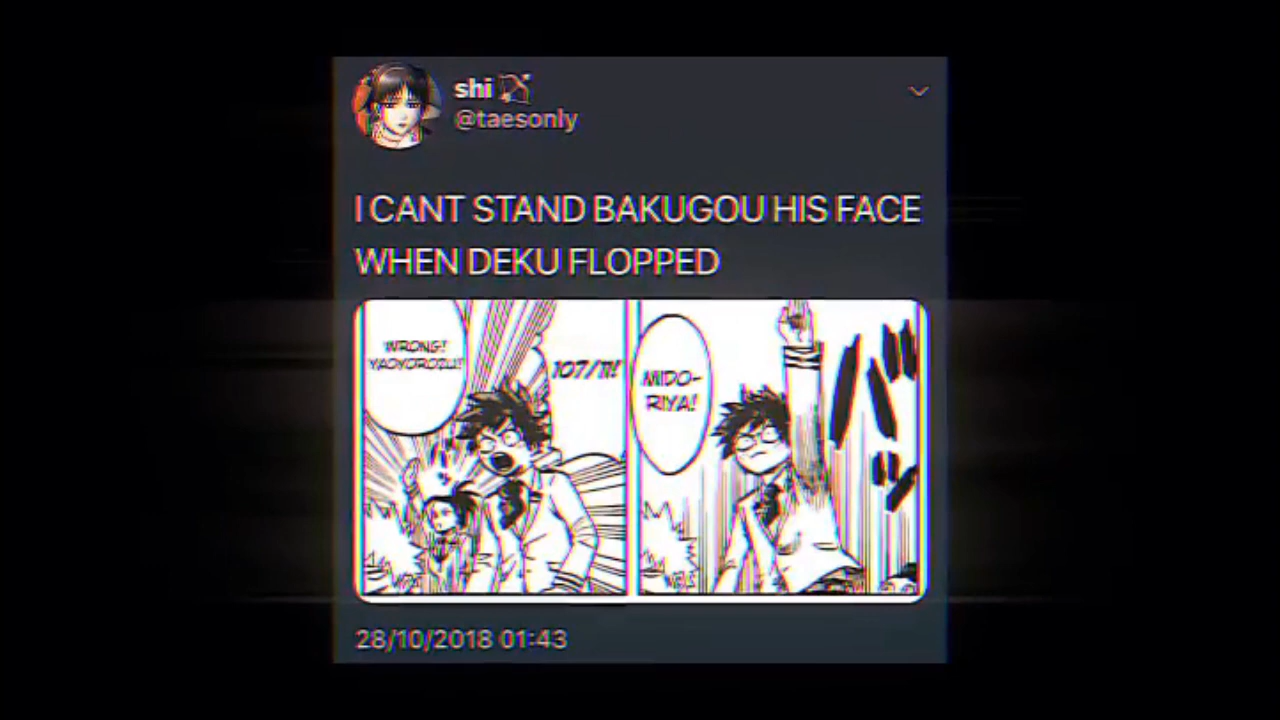 shi
@taesonly
I CANT STAND BAKUGOU HIS FACE
WHEN DEKU FLOPPED
WRONG!
YAOYOROZU!
107/11!
MIDO-
RIYA!
28/10/2018 01:43